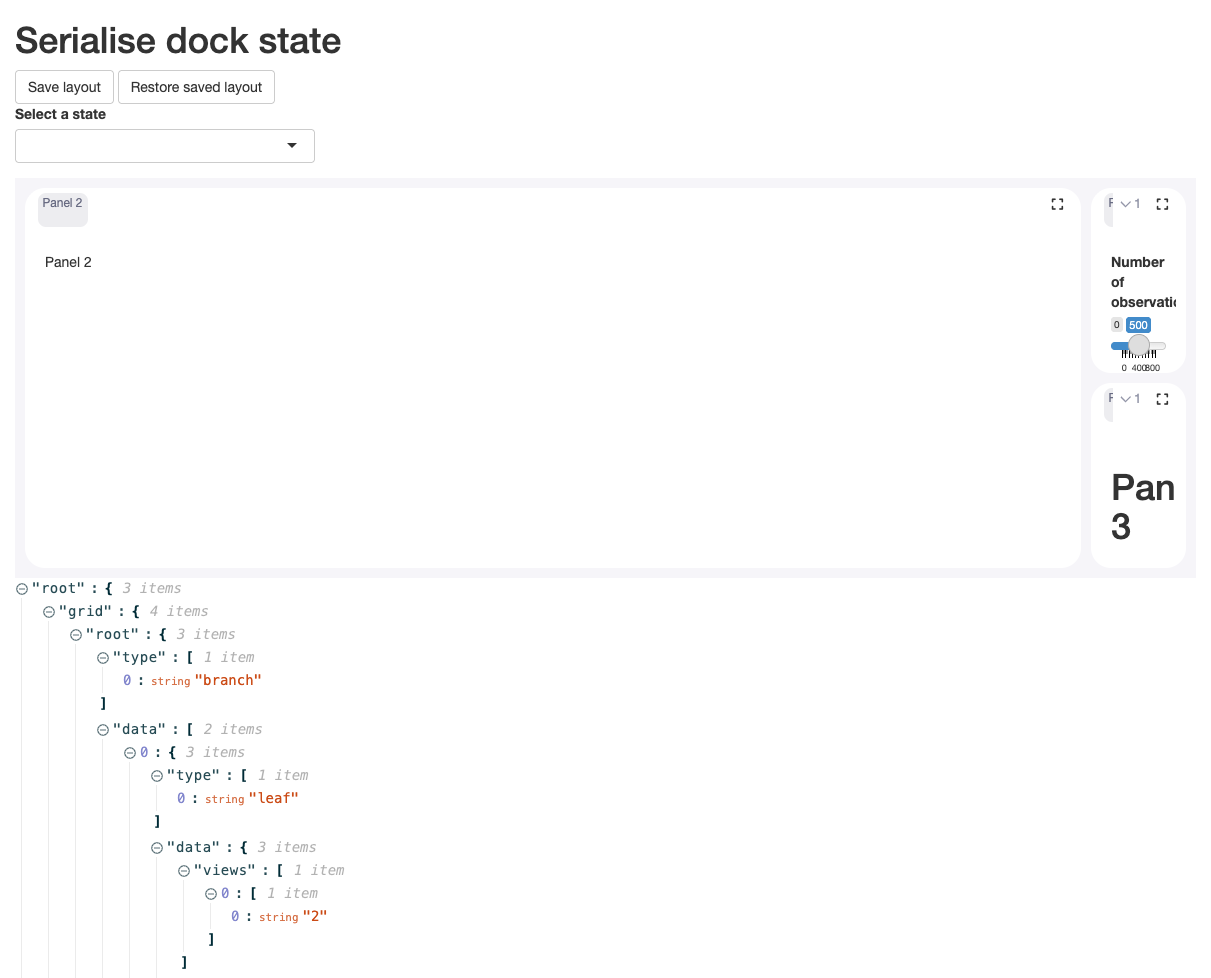 Serialise dock state
Save layout Restore saved layout
Select a state
Panel 2
Panel 2
1
Number
of
0 500
0 400 800
1
Pan
3
"root" : { 3 items
"grid" : { 4 items
"root" : { 3 items
"type" : [ 1 item
0 : string "branch"
]
"data" : [ 2 items
0 : { 3 items
"type" : [ 1 item
0 : string "leaf"
]
"data" : { 3 items
"views" : [ 1 item
0 : [ 1 item
0 : string "2"
]
]